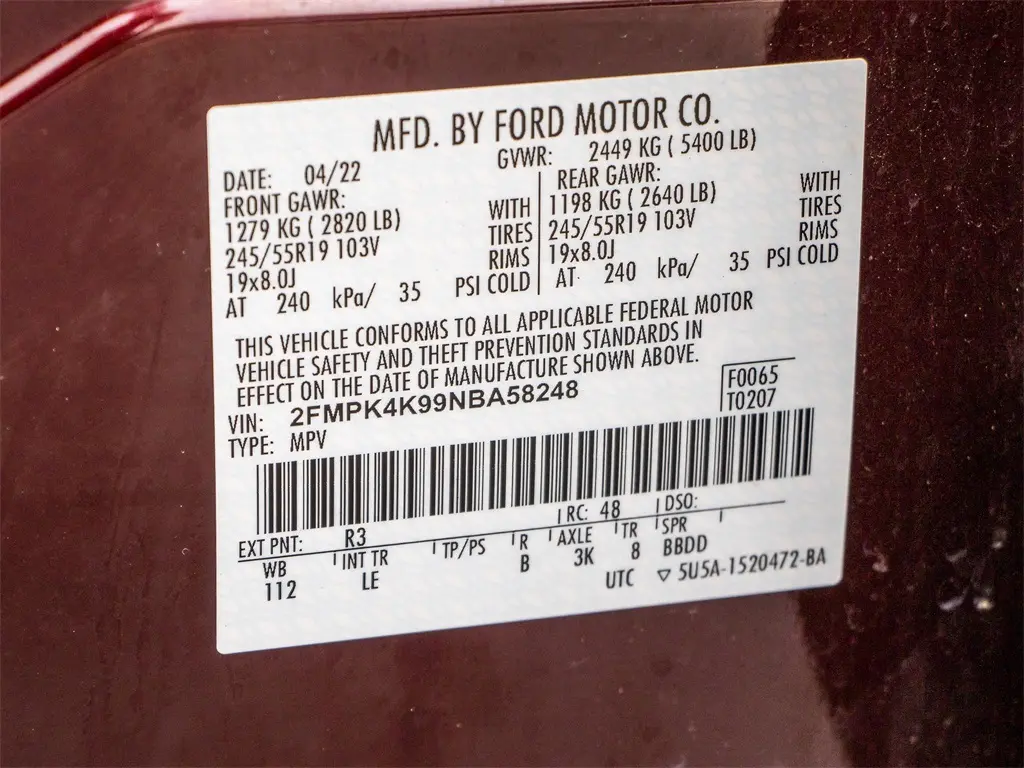 MFD. BY FORD MOTOR CO.
DATE: 04/22 GVWR: 2449 KG ( 5400 LB)
FRONT GAWR: REAR GAWR:
1279 KG ( 2820 LB) WITH 1198 KG ( 2640 LB) WITH
245/55R19 103V TIRES 245/55R19 103V TIRES
19x8.0J RIMS 19x8.0J RIMS
AT 240 kPa/ 35 PSI COLD AT 240 kPa/ 35 PSI COLD
THIS VEHICLE CONFORMS TO ALL APPLICABLE FEDERAL MOTOR
VEHICLE SAFETY AND THEFT PREVENTION STANDARDS IN
EFFECT ON THE DATE OF MANUFACTURE SHOWN ABOVE.
VIN: 2FMPK4K99NBA58248 F0065
TYPE: MPV T0207
EXT PNT: R3 RC: 48 DSO:
WB INT TR TP/PS R AXLE TR SPR
112 LE B 3K 8 BBDD
UTC ▽ 5U5A-1520472-BA